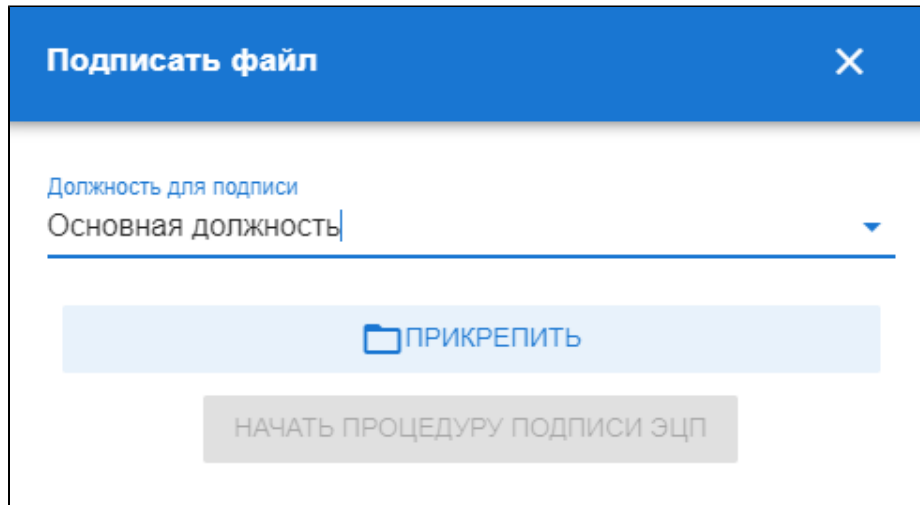 Подписать файл
Должность для подписи
Основная должность
ПРИКРЕПИТЬ
НАЧАТЬ ПРОЦЕДУРУ ПОДПИСИ ЭЦП